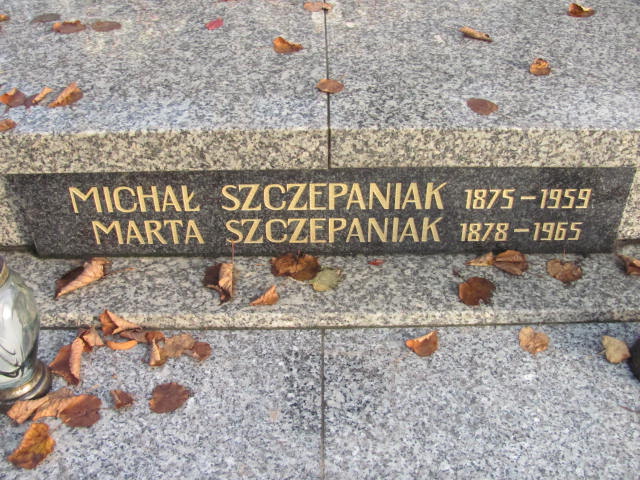 MICHAŁ SZCZEPANIAK 1875-1959
MARTA SZCZEPANIAK 1878-1965